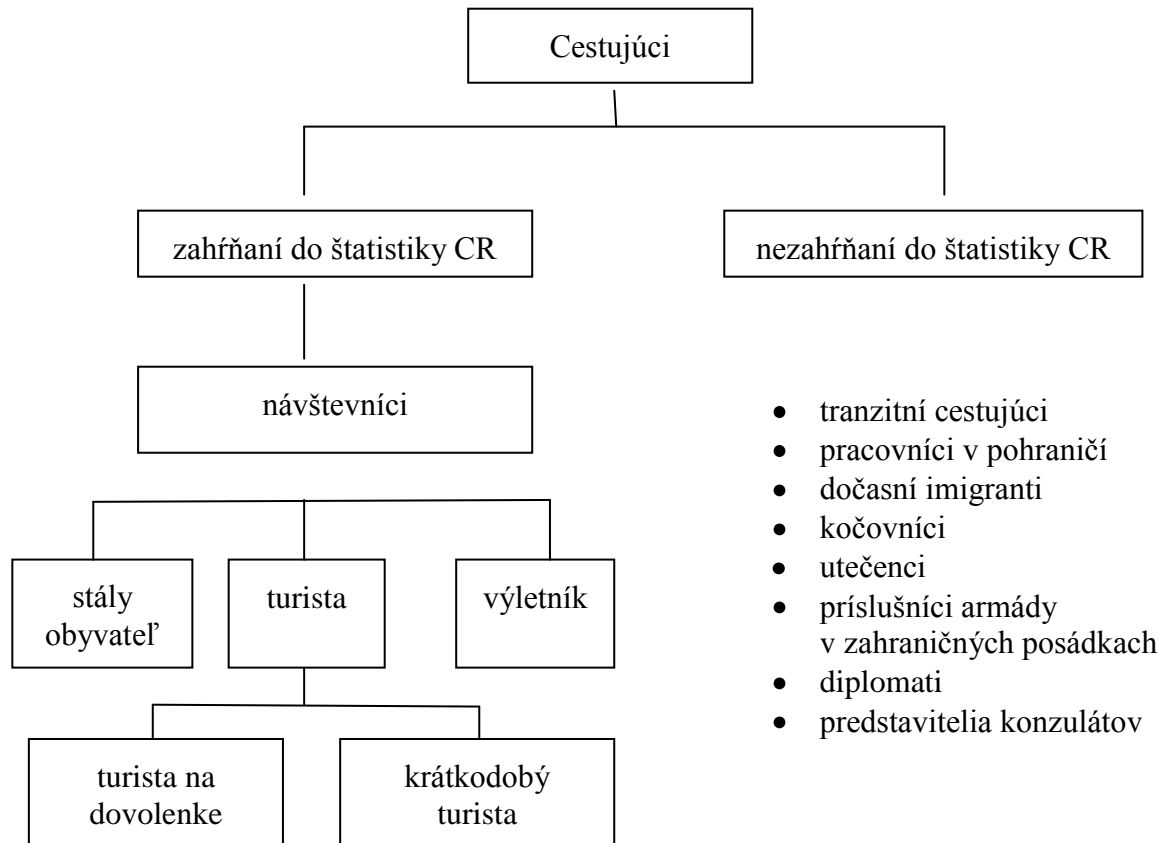 Cestujúci
zahŕňaní do štatistiky CR
nezahŕňaní do štatistiky CR
návštevníci
• tranzitní cestujúci
• pracovníci v pohraničí
• dočasní imigranti
• kočovníci
• utečenci
• príslušníci armády
v zahraničných posádkach
• diplomati
• predstavitelia konzulátov
stály
obyvateľ
turista
výletník
turista na
dovolenke
krátkodobý
turista